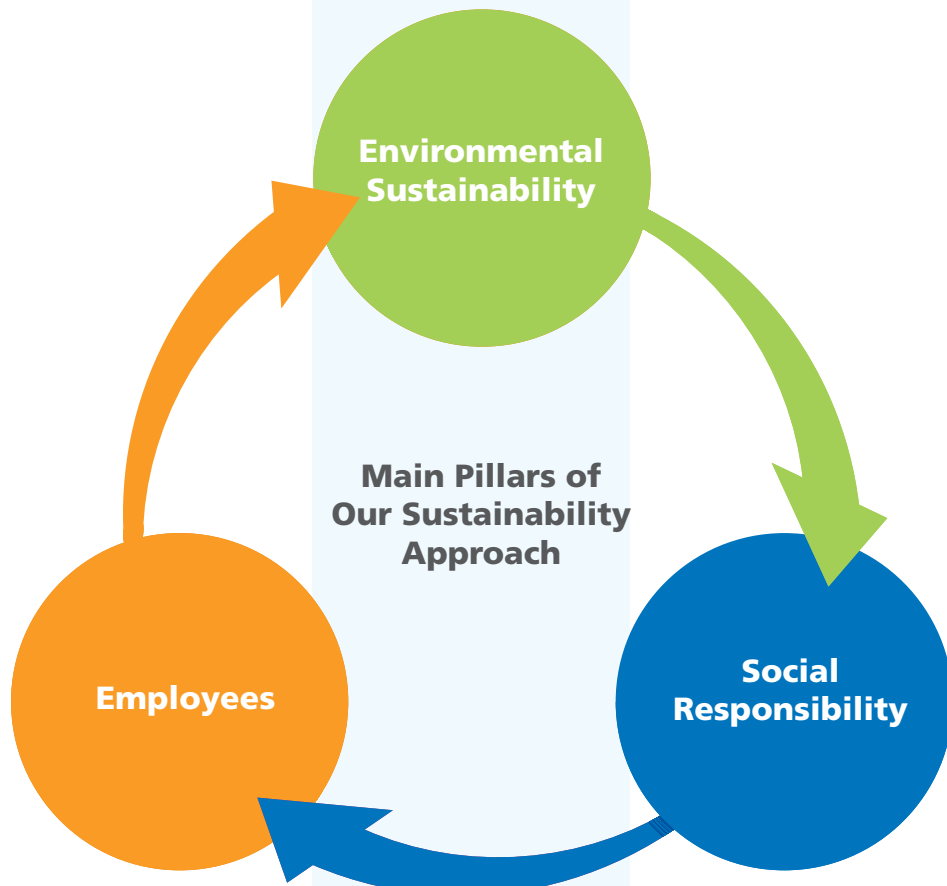 Environmental
Sustainability
Main Pillars of
Our Sustainability
Approach
Employees
Social
Responsibility